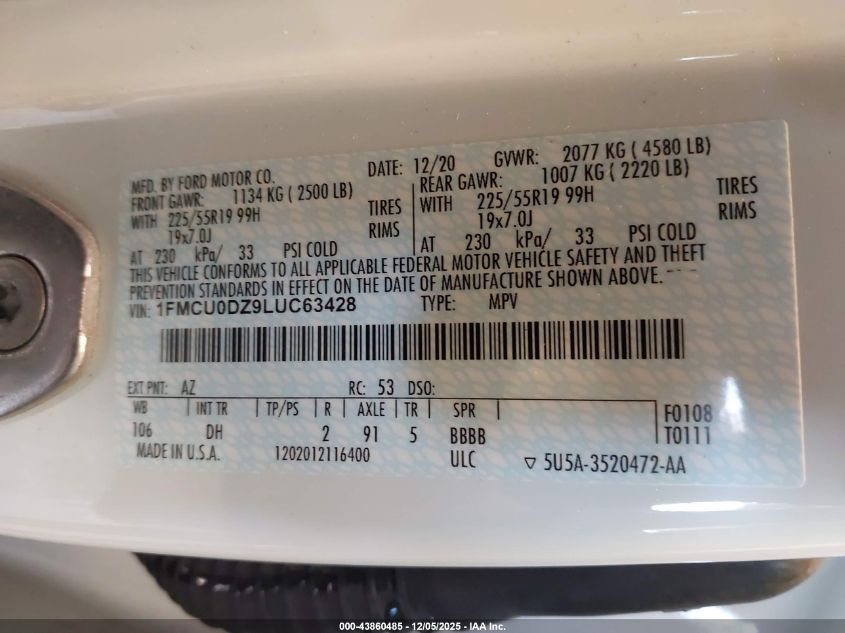 MFD. BY FORD MOTOR CO. DATE: 12/20 GVWR: 2077 KG ( 4580 LB)
FRONT GAWR: 1134 KG ( 2500 LB) REAR GAWR: 1007 KG ( 2220 LB)
WITH 225/55R19 99H TIRES WITH 225/55R19 99H TIRES
19x7.0J RIMS 19x7.0J RIMS
AT 230 kPa/ 33 PSI COLD AT 230 kPa/ 33 PSI COLD
THIS VEHICLE CONFORMS TO ALL APPLICABLE FEDERAL MOTOR VEHICLE SAFETY AND THEFT
PREVENTION STANDARDS IN EFFECT ON THE DATE OF MANUFACTURE SHOWN ABOVE.
VIN: 1FMCU0DZ9LUC63428 TYPE: MPV
EXT PNT: AZ RC: 53 DSO:
WB INT TR TP/PS R AXLE TR SPR F0108
106 DH 2 91 5 BBBB T0111
MADE IN U.S.A. 1202012116400 ULC ▽ 5U5A-3520472-AA
000-43860485 - 12/05/2025 - IAA Inc.